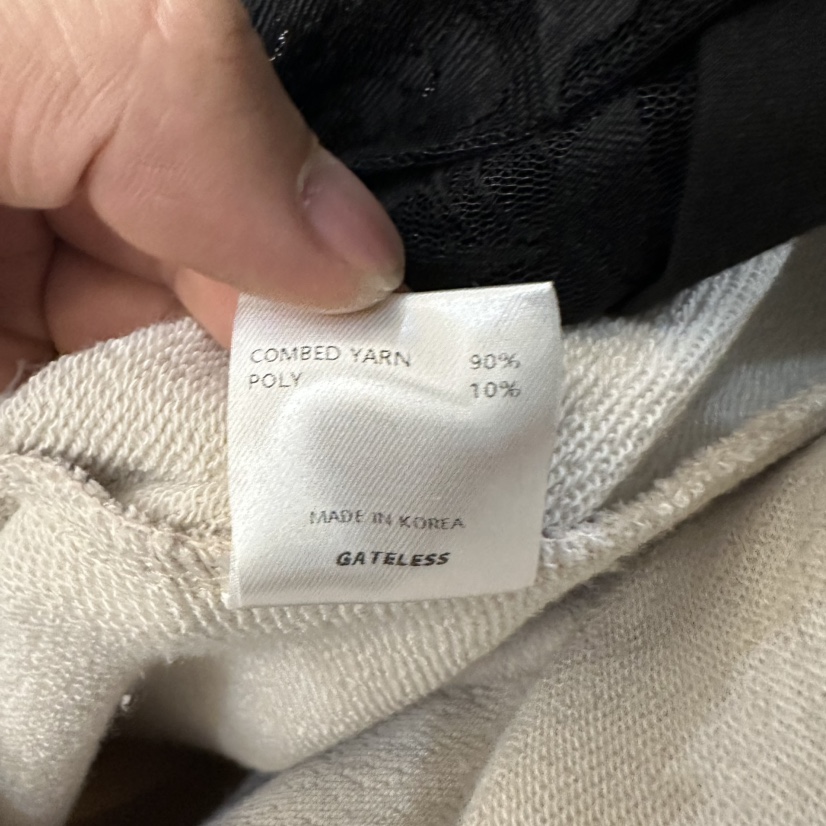 COMBED YARN 90%
POLY 10%
MADE IN KOREA
GATELESS